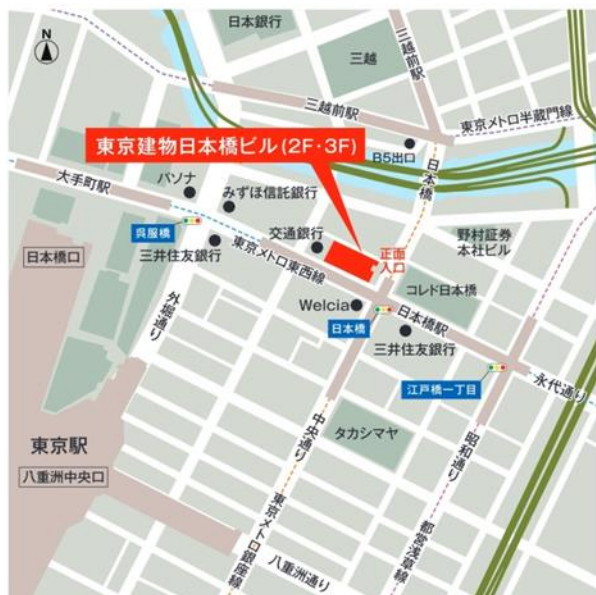 N
日本銀行
三越
三越前駅
三越前駅
東京メトロ半蔵門線
B5出口
日本橋
東京建物日本橋ビル(2F・3F)
大手町駅
パソナ
みずほ信託銀行
呉服橋
交通銀行
正面
入口
野村証券
本社ビル
日本橋口
三井住友銀行
東京メトロ東西線
コレド日本橋
外堀通り
Welcia
日本橋
日本橋駅
三井住友銀行
江戸橋一丁目
永代通り
タカシマヤ
中央通り
昭和通り
東京駅
八重洲中央口
東京メトロ銀座線
都営浅草線
八重洲通り